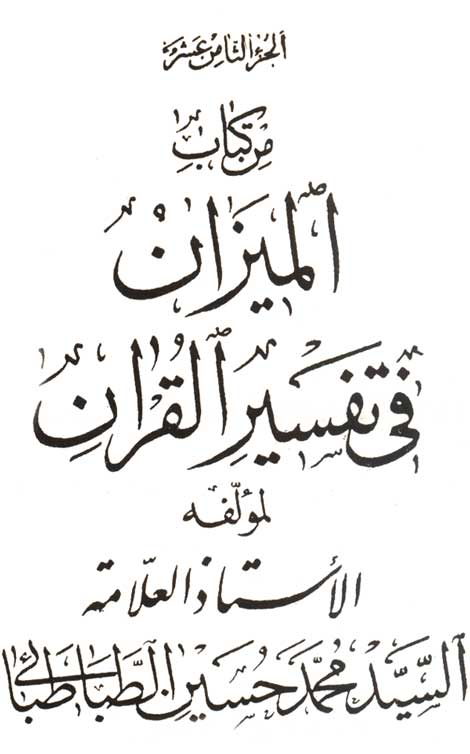 الجزء الثامن عشر
من كتاب
الميزان
في تفسير القرآن
لمؤلفه
الأستاذ العلامة
السيد محمد حسين الطباطبائي